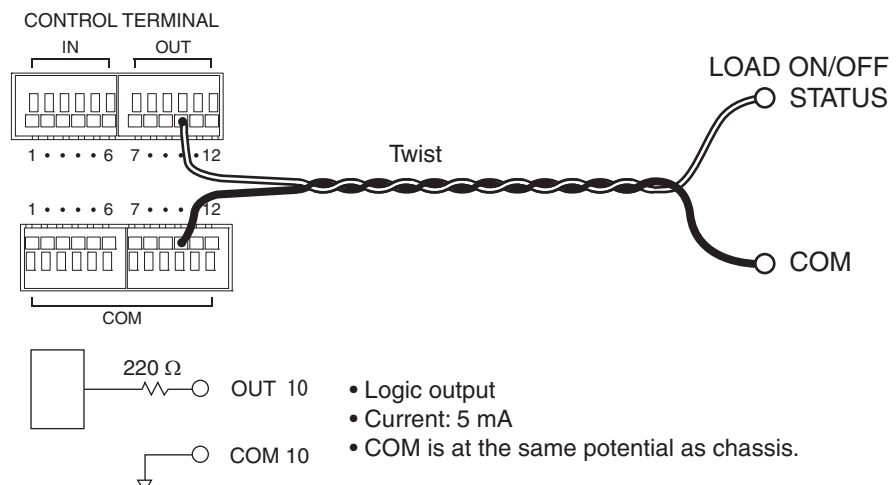 CONTROL TERMINAL
IN OUT
1 • • • • 6 7 • • • • 12
Twist
LOAD ON/OFF
STATUS
1 • • • • 6 7 • • • • 12
COM
COM
220 Ω
OUT 10
COM 10
• Logic output
• Current: 5 mA
• COM is at the same potential as chassis.